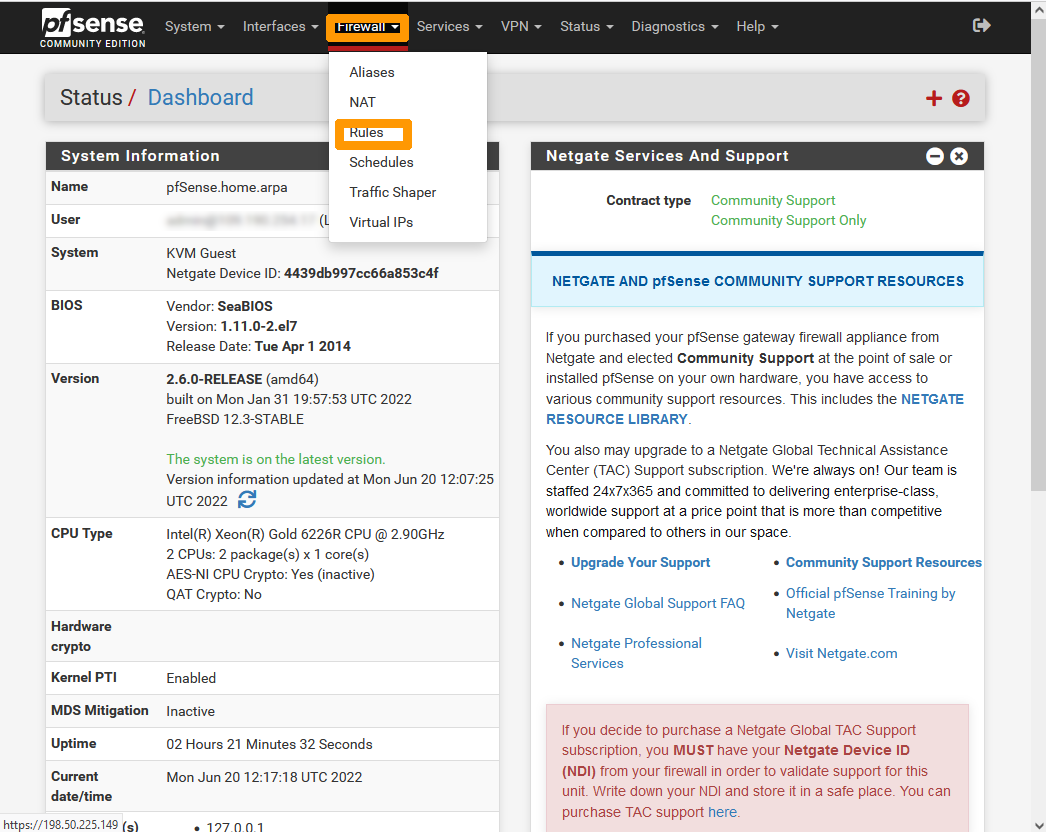 pfsense
COMMUNITY EDITION
System
Interfaces
Firewall
Services
VPN
Status
Diagnostics
Help
Aliases
NAT
Rules
Schedules
Traffic Shaper
Virtual IPs
Status / Dashboard
System Information
Name pfSense.home.arpa
User (L
System KVM Guest
Netgate Device ID: 4439db997cc66a853c4f
BIOS Vendor: SeaBIOS
Version: 1.11.0-2.el7
Release Date: Tue Apr 1 2014
Version 2.6.0-RELEASE (amd64)
built on Mon Jan 31 19:57:53 UTC 2022
FreeBSD 12.3-STABLE
The system is on the latest version.
Version information updated at Mon Jun 20 12:07:25
UTC 2022
CPU Type Intel(R) Xeon(R) Gold 6226R CPU @ 2.90GHz
2 CPUs: 2 package(s) x 1 core(s)
AES-NI CPU Crypto: Yes (inactive)
QAT Crypto: No
Hardware
crypto
Kernel PTI Enabled
MDS Mitigation Inactive
Uptime 02 Hours 21 Minutes 32 Seconds
Current Mon Jun 20 12:17:18 UTC 2022
date/time
(s) 127.0.0.1
https://198.50.225.149
Netgate Services And Support
Contract type Community Support
Community Support Only
NETGATE AND pfSense COMMUNITY SUPPORT RESOURCES
If you purchased your pfSense gateway firewall appliance from
Netgate and elected Community Support at the point of sale or
installed pfSense on your own hardware, you have access to
various community support resources. This includes the NETGATE
RESOURCE LIBRARY.
You also may upgrade to a Netgate Global Technical Assistance
Center (TAC) Support subscription. We're always on! Our team is
staffed 24x7x365 and committed to delivering enterprise-class,
worldwide support at a price point that is more than competitive
when compared to others in our space.
• Upgrade Your Support
• Netgate Global Support FAQ
• Netgate Professional
Services
• Community Support Resources
• Official pfSense Training by
Netgate
• Visit Netgate.com
If you decide to purchase a Netgate Global TAC Support
subscription, you MUST have your Netgate Device ID
(NDI) from your firewall in order to validate support for this
unit. Write down your NDI and store it in a safe place. You can
purchase TAC support here.